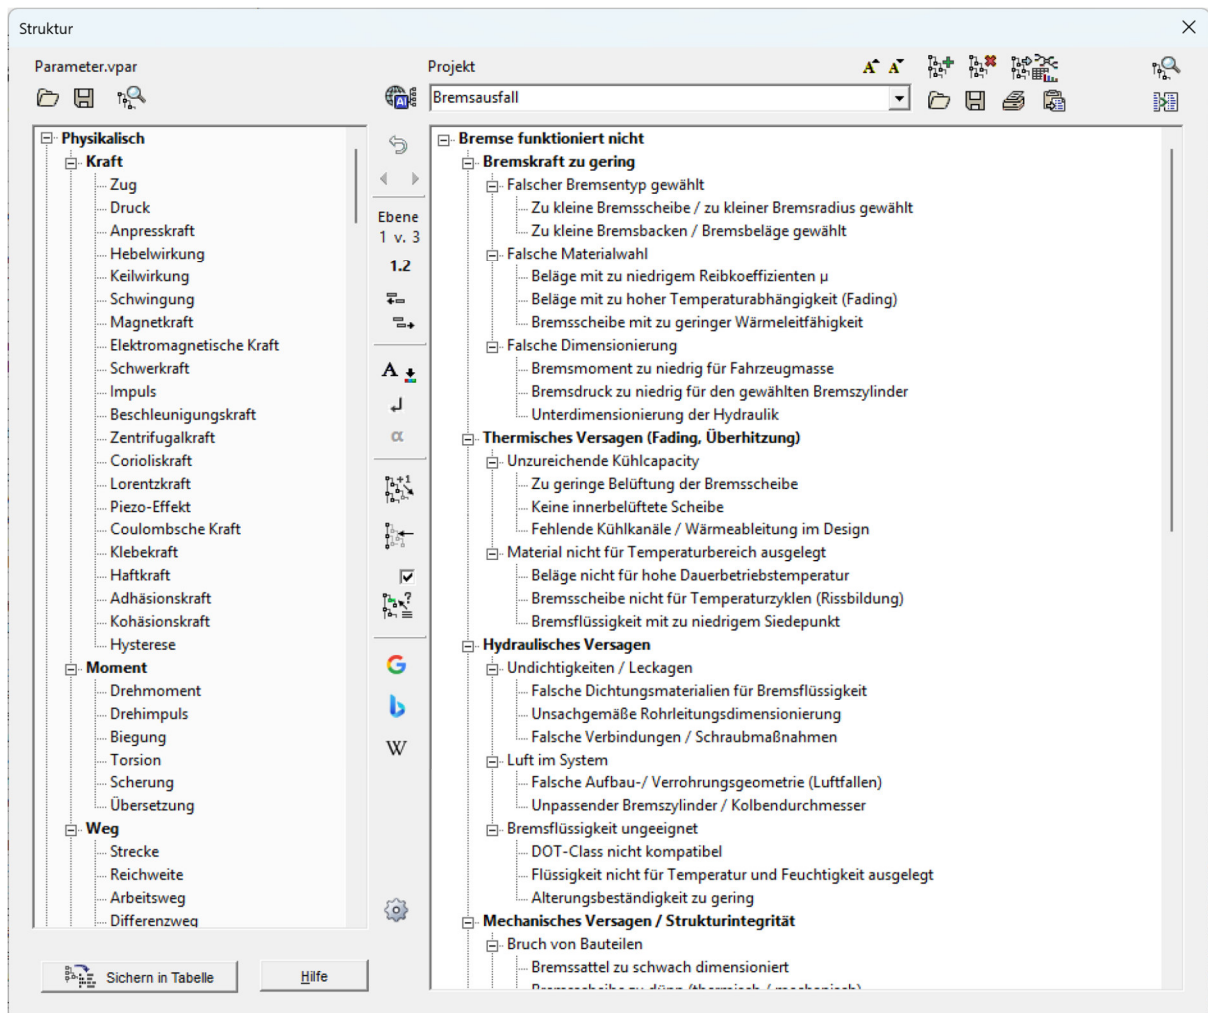 Struktur
Parameter.vpar
Projekt
Bremsausfall
Physikalisch
Kraft
Zug
Druck
Anpresskraft
Hebelwirkung
Keilwirkung
Schwingung
Magnetkraft
Elektromagnetische Kraft
Schwerkraft
Impuls
Beschleunigungskraft
Zentrifugalkraft
Corioliskraft
Lorentzkraft
Piezo-Effekt
Coulombsche Kraft
Klebekraft
Haftkraft
Adhäsionskraft
Kohäsionskraft
Hysterese
Moment
Drehmoment
Drehimpuls
Biegung
Torsion
Scherung
Übersetzung
Weg
Strecke
Reichweite
Arbeitsweg
Differenzweg
Sichern in Tabelle
Hilfe
AI
Ebene
1 v. 3
1.2
A
α
+1
?
G
b
W
A A
Bremse funktioniert nicht
Bremskraft zu gering
Falscher Bremsentyp gewählt
Zu kleine Bremsscheibe / zu kleiner Bremsradius gewählt
Zu kleine Bremsbacken / Bremsbeläge gewählt
Falsche Materialwahl
Beläge mit zu niedrigem Reibkoeffizienten µ
Beläge mit zu hoher Temperaturabhängigkeit (Fading)
Bremsscheibe mit zu geringer Wärmeleitfähigkeit
Falsche Dimensionierung
Bremsmoment zu niedrig für Fahrzeugmasse
Bremsdruck zu niedrig für den gewählten Bremszylinder
Unterdimensionierung der Hydraulik
Thermisches Versagen (Fading, Überhitzung)
Unzureichende Kühlcapacity
Zu geringe Belüftung der Bremsscheibe
Keine innerbelüftete Scheibe
Fehlende Kühlkanäle / Wärmeableitung im Design
Material nicht für Temperaturbereich ausgelegt
Beläge nicht für hohe Dauerbetriebstemperatur
Bremsscheibe nicht für Temperaturzyklen (Rissbildung)
Bremsflüssigkeit mit zu niedrigem Siedepunkt
Hydraulisches Versagen
Undichtigkeiten / Leckagen
Falsche Dichtungsmaterialien für Bremsflüssigkeit
Unsachgemäße Rohrleitungsdimensionierung
Falsche Verbindungen / Schraubmaßnahmen
Luft im System
Falsche Aufbau-/ Verrohrungsgeometrie (Luftfallen)
Unpassender Bremszylinder / Kolbendurchmesser
Bremsflüssigkeit ungeeignet
DOT-Class nicht kompatibel
Flüssigkeit nicht für Temperatur und Feuchtigkeit ausgelegt
Alterungsbeständigkeit zu gering
Mechanisches Versagen / Strukturintegrität
Bruch von Bauteilen
Bremssattel zu schwach dimensioniert
Bremsscheibe zu dünn (thermisch / mechanisch)